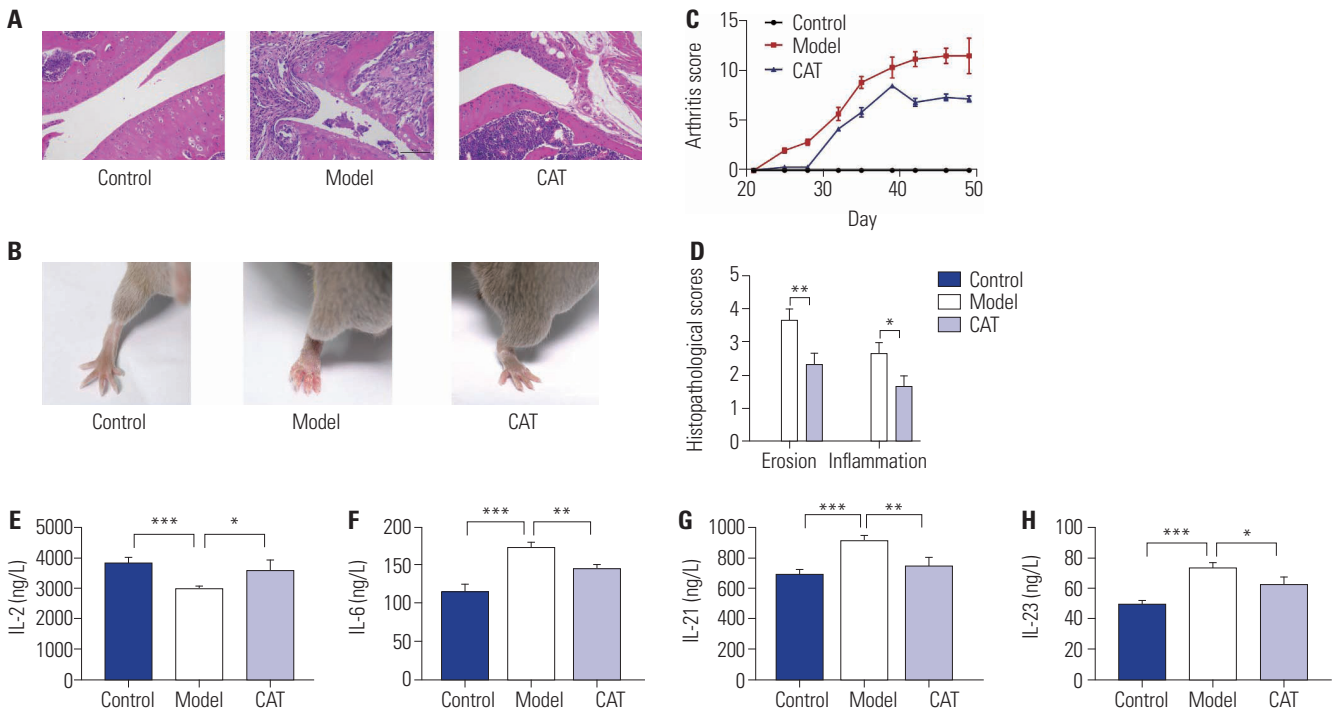 A
Control
Model
CAT
B
Control
Model
CAT
C
Control
Model
CAT
Arthritis score
15
10
5
0
20
30
40
50
Day
D
Histopathological scores
5
4
3
2
1
0
**
*
Erosion
Inflammation
Control
Model
CAT
E
IL-2 (ng/L)
5000
4000
3000
2000
1000
0
***
*
Control
Model
CAT
F
IL-6 (ng/L)
200
150
100
50
0
***
**
Control
Model
CAT
G
IL-21 (ng/L)
1000
800
600
400
200
0
***
**
Control
Model
CAT
H
IL-23 (ng/L)
100
80
60
40
20
0
***
*
Control
Model
CAT